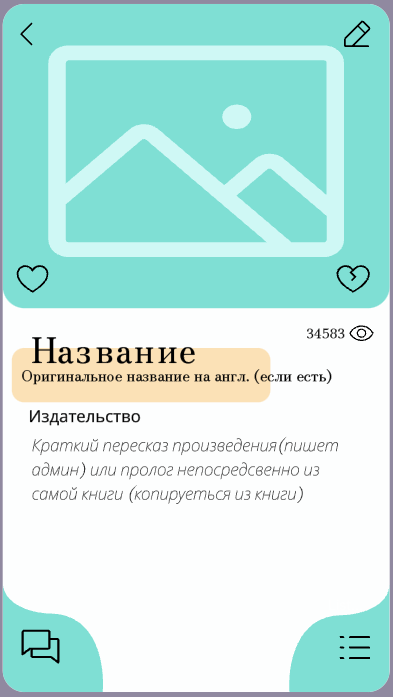 34583
Название
Оригинальное название на англ. (если есть)
Издательство
Краткий пересказ произведения(пишет
админ) или пролог непосредсвенно из
самой книги (копируеться из книги)